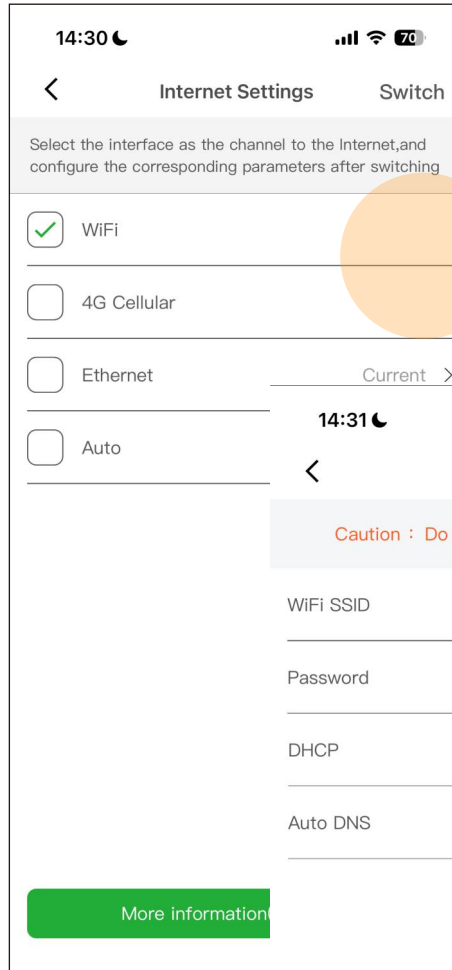 14:30
70
Internet Settings
Switch
Select the interface as the channel to the Internet,and
configure the corresponding parameters after switching
WiFi
4G Cellular
Ethernet
Current
Auto
14:31
Caution : Do
WiFi SSID
Password
DHCP
Auto DNS
More information